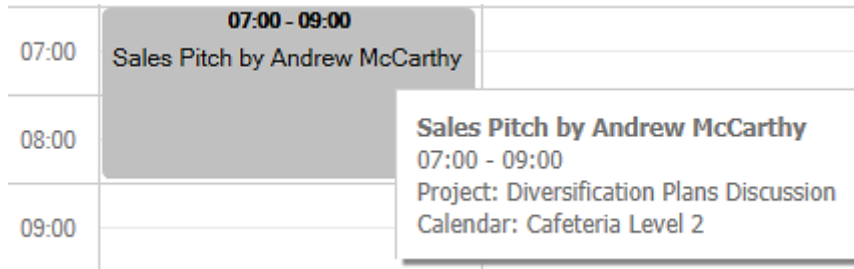 07:00
07:00 - 09:00
Sales Pitch by Andrew McCarthy
08:00
09:00
Sales Pitch by Andrew McCarthy
07:00 - 09:00
Project: Diversification Plans Discussion
Calendar: Cafeteria Level 2